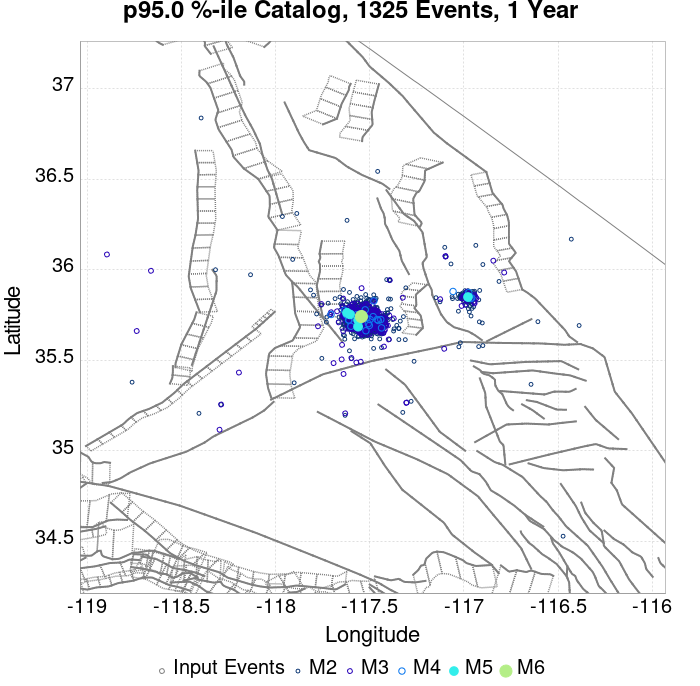 p95.0 %-ile Catalog, 1325 Events, 1 Year
37
36.5
36
35.5
35
34.5
Latitude
-119 -118.5 -118 -117.5 -117 -116.5 -116
Longitude
Input Events M2 M3 M4 M5 M6